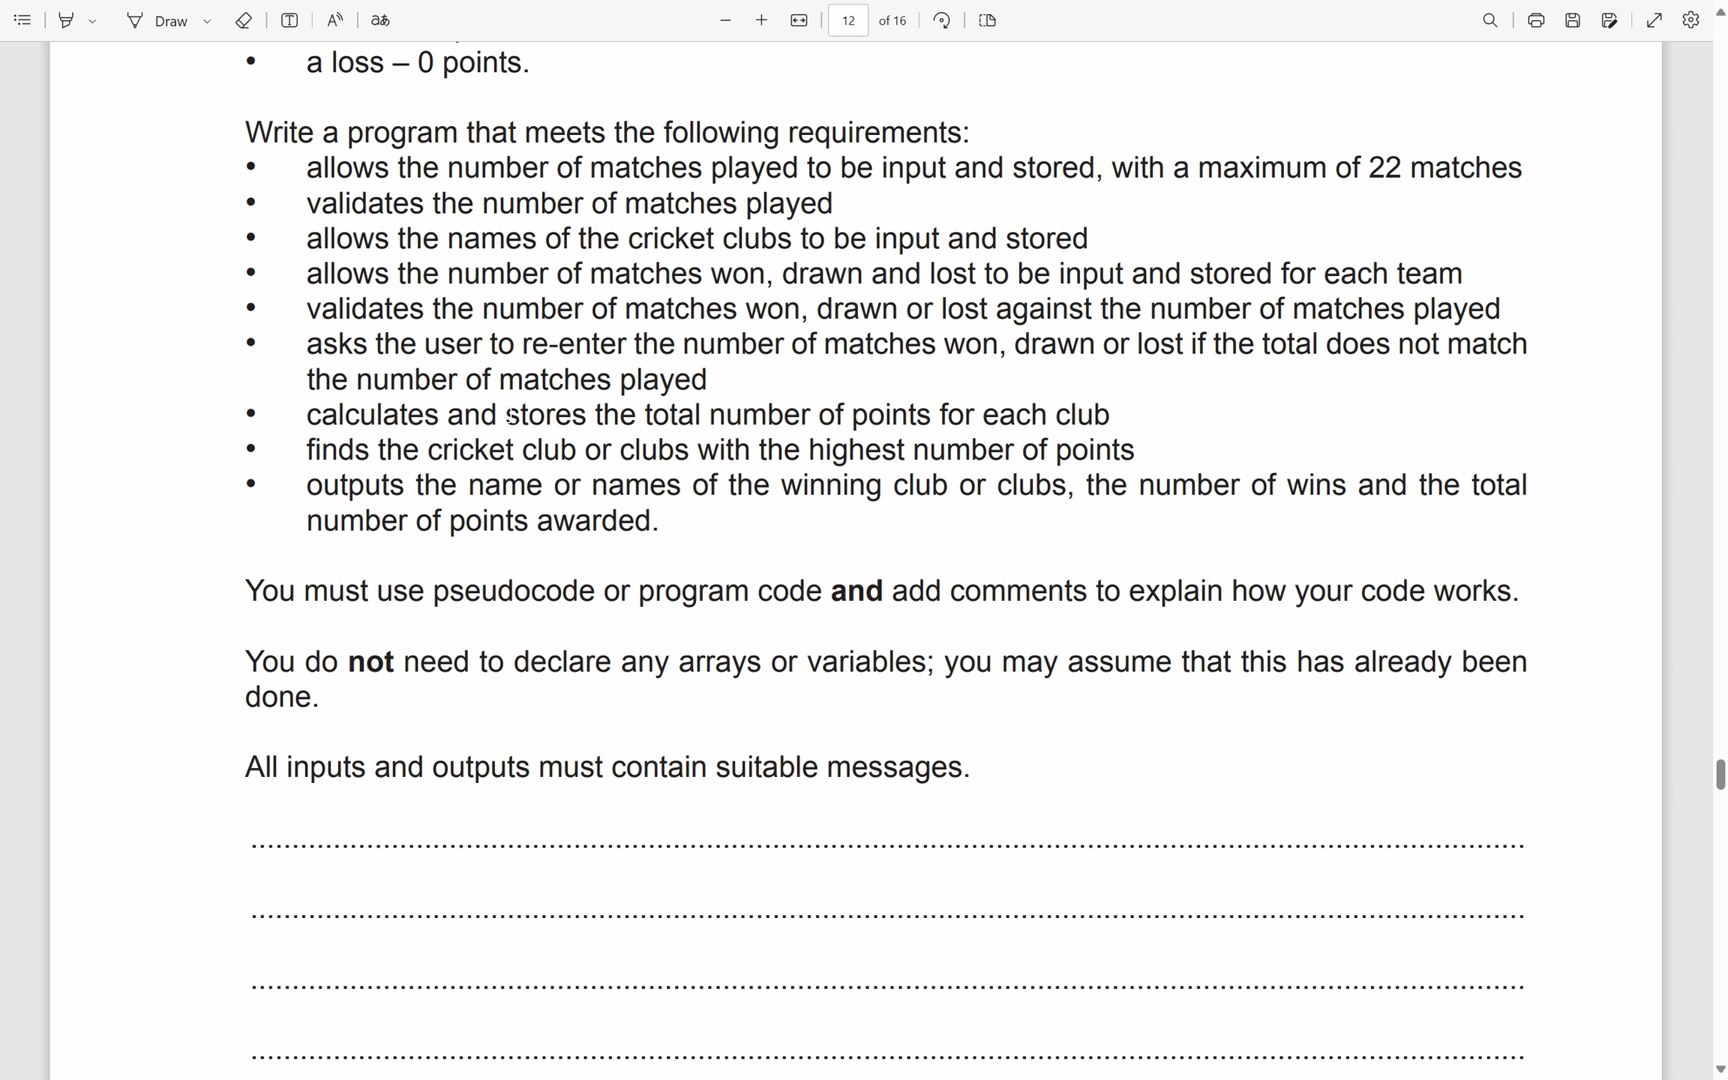 Draw
aあ
12 of 16
• a loss – 0 points.
Write a program that meets the following requirements:
• allows the number of matches played to be input and stored, with a maximum of 22 matches
• validates the number of matches played
• allows the names of the cricket clubs to be input and stored
• allows the number of matches won, drawn and lost to be input and stored for each team
• validates the number of matches won, drawn or lost against the number of matches played
• asks the user to re-enter the number of matches won, drawn or lost if the total does not match
the number of matches played
• calculates and stores the total number of points for each club
• finds the cricket club or clubs with the highest number of points
• outputs the name or names of the winning club or clubs, the number of wins and the total
number of points awarded.
You must use pseudocode or program code and add comments to explain how your code works.
You do not need to declare any arrays or variables; you may assume that this has already been
done.
All inputs and outputs must contain suitable messages.